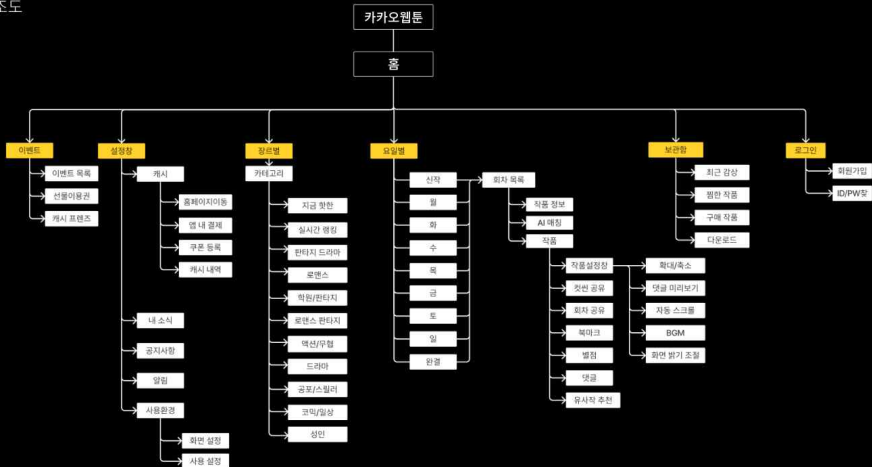 조도
카카오웹툰
홈
이벤트
이벤트 목록
선물이용권
캐시 프렌즈
설정창
캐시
홈페이지이동
앱 내 결제
쿠폰 등록
캐시 내역
내 소식
공지사항
알림
사용환경
화면 설정
사용 설정
장르별
카테고리
지금 핫한
실시간 랭킹
판타지 드라마
로맨스
학원/판타지
로맨스 판타지
액션/무협
드라마
공포/스릴러
코믹/일상
성인
요일별
신작
월
화
수
목
금
토
일
완결
회차 목록
작품 정보
AI 매칭
작품
작품설정창
컷썬 공유
회차 공유
북마크
별점
댓글
유사작 추천
확대/축소
댓글 미리보기
자동 스크롤
BGM
화면 밝기 조절
보관함
최근 감상
찜한 작품
구매 작품
다운로드
로그인
회원가입
ID/PW찾